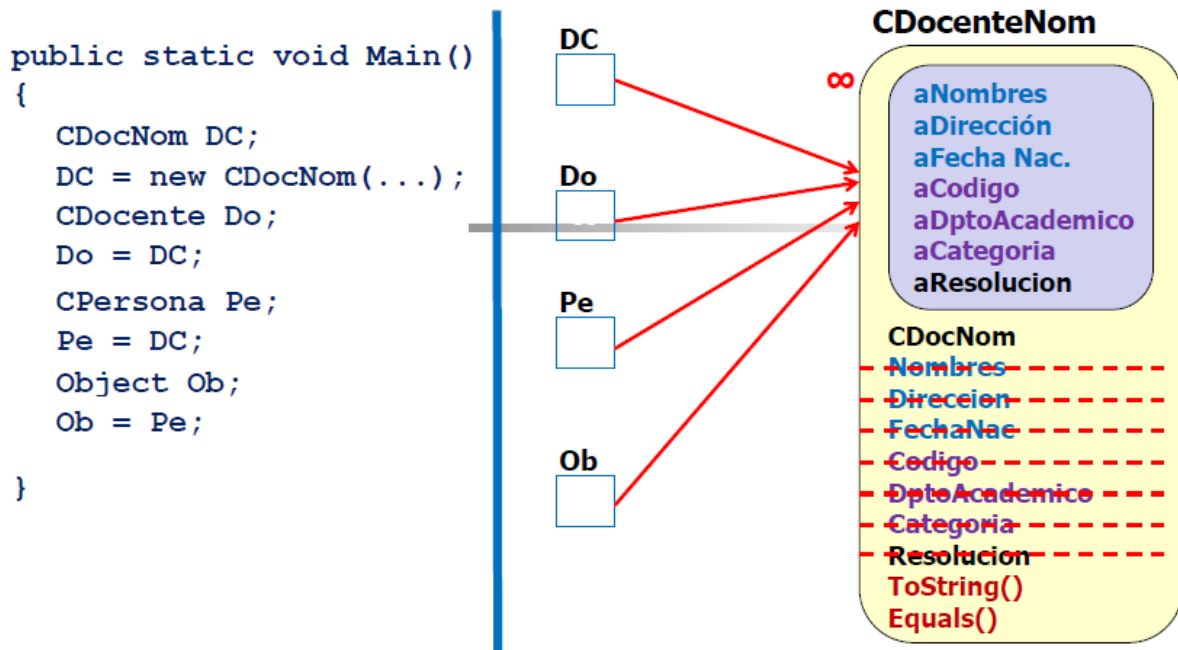 public static void Main()
{
CDocNom DC;
DC = new CDocNom(...);
CDocente Do;
Do = DC;
CPersona Pe;
Pe = DC;
Object Ob;
Ob = Pe;
}
DC
Do
Pe
Ob
CDocenteNom
∞
aNombres
aDirección
aFecha Nac.
aCodigo
aDptoAcademico
aCategoria
aResolucion
CDocNom
Nombres
Direccion
FechaNac
Codigo
DptoAcademico
Categoria
Resolucion
ToString()
Equals()